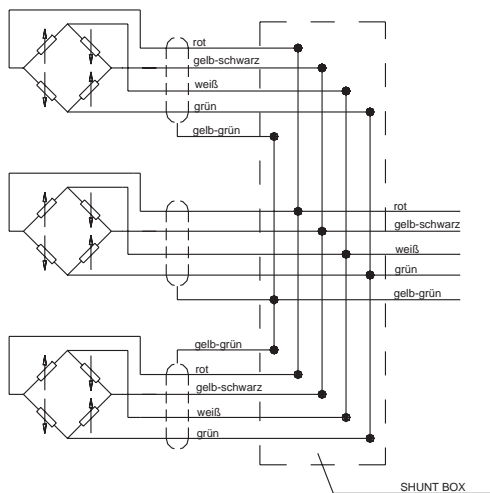 rot
gelb-schwarz
weiß
grün
gelb-grün
rot
gelb-schwarz
weiß
grün
gelb-grün
gelb-grün
rot
gelb-schwarz
weiß
grün
SHUNT BOX